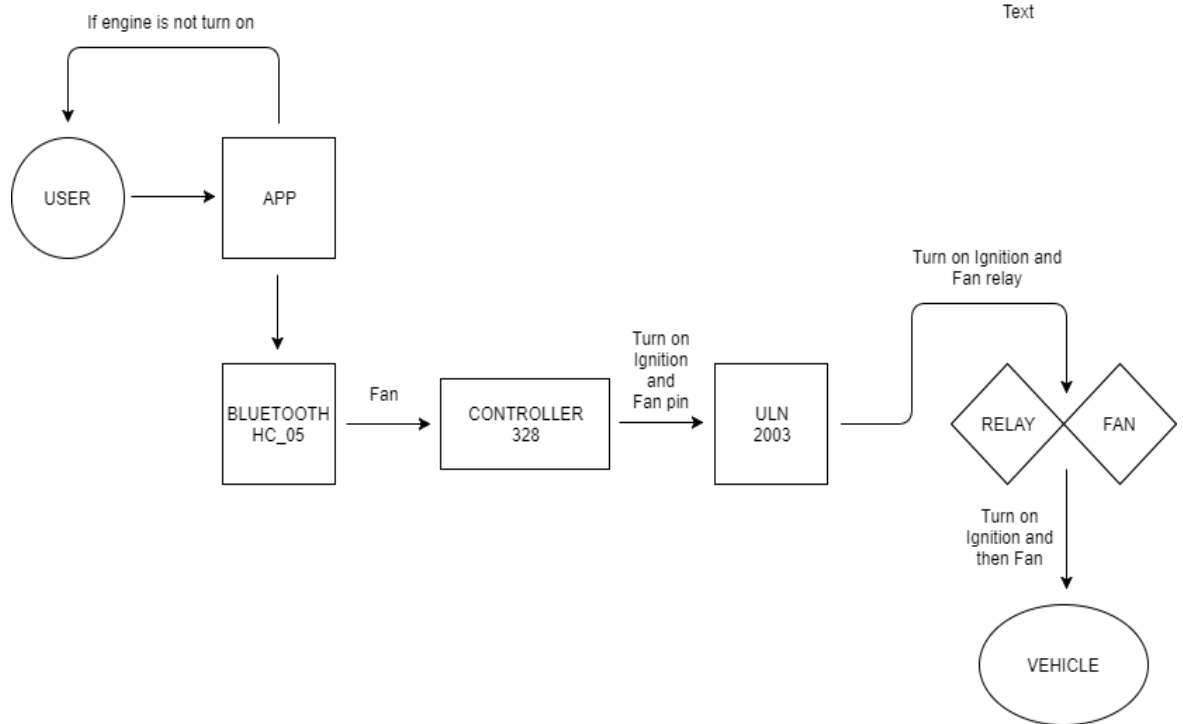 Text
If engine is not turn on
USER
APP
Turn on Ignition and
Fan relay
Turn on
Ignition
and
Fan pin
Fan
BLUETOOTH
HC_05
CONTROLLER
328
ULN
2003
RELAY
FAN
Turn on
Ignition and
then Fan
VEHICLE